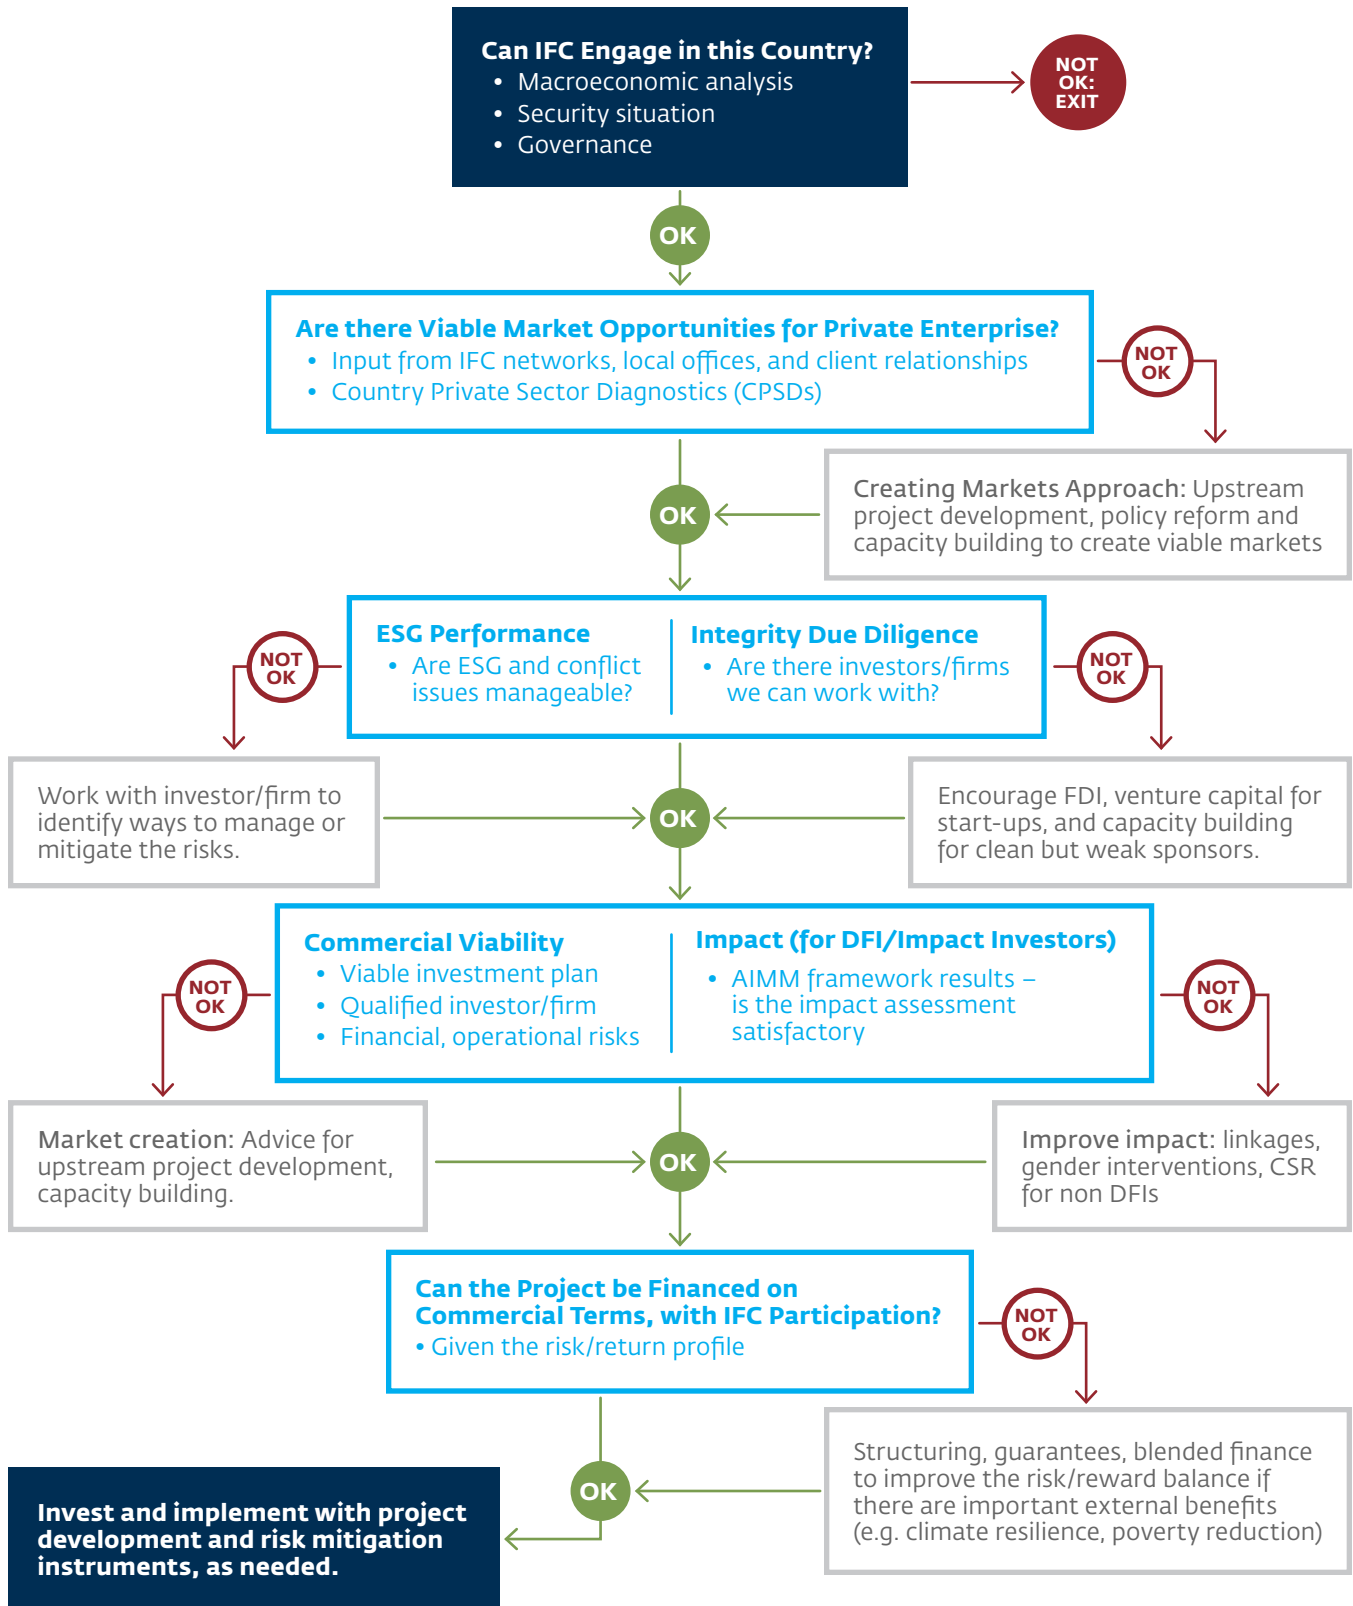 Can IFC Engage in this Country?
• Macroeconomic analysis
• Security situation
• Governance
NOT
OK:
EXIT
OK
Are there Viable Market Opportunities for Private Enterprise?
• Input from IFC networks, local offices, and client relationships
• Country Private Sector Diagnostics (CPSDs)
NOT
OK
Creating Markets Approach: Upstream
project development, policy reform and
capacity building to create viable markets
OK
ESG Performance
• Are ESG and conflict
issues manageable?
Integrity Due Diligence
• Are there investors/firms
we can work with?
NOT
OK
NOT
OK
Work with investor/firm to
identify ways to manage or
mitigate the risks.
OK
Encourage FDI, venture capital for
start-ups, and capacity building
for clean but weak sponsors.
Commercial Viability
• Viable investment plan
• Qualified investor/firm
• Financial, operational risks
Impact (for DFI/Impact Investors)
• AIMM framework results –
is the impact assessment
satisfactory
NOT
OK
NOT
OK
Market creation: Advice for
upstream project development,
capacity building.
OK
Improve impact: linkages,
gender interventions, CSR
for non DFIs
Can the Project be Financed on
Commercial Terms, with IFC Participation?
• Given the risk/return profile
NOT
OK
Structuring, guarantees, blended finance
to improve the risk/reward balance if
there are important external benefits
(e.g. climate resilience, poverty reduction)
OK
Invest and implement with project
development and risk mitigation
instruments, as needed.